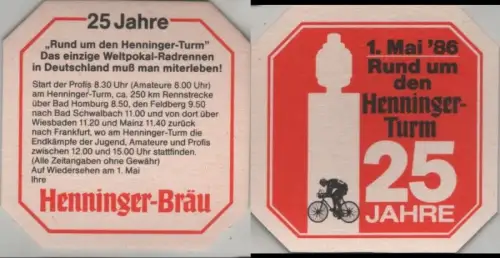 25 Jahre
„Rund um den Henninger-Turm"
Das einzige Weltpokal-Radrennen
in Deutschland muß man miterleben!
Start der Profis 8.30 Uhr (Amateure 8.00 Uhr)
am Henninger-Turm, ca. 250 km Rennstrecke
über Bad Homburg 8.50, den Feldberg 9.50
nach Bad Schwalbach 11.00 und von dort über
Wiesbaden 11.20 und Mainz 11.40 zurück
nach Frankfurt, wo am Henninger-Turm die
Endkämpfe der Jugend, Amateure und Profis
zwischen 12.00 und 15.00 Uhr stattfinden.
(Alle Zeitangaben ohne Gewähr)
Auf Wiedersehen am 1. Mai
Ihre
Henninger-Bräu
1. Mai '86
Rund um
den
Henninger-
Turm
25
JAHRE